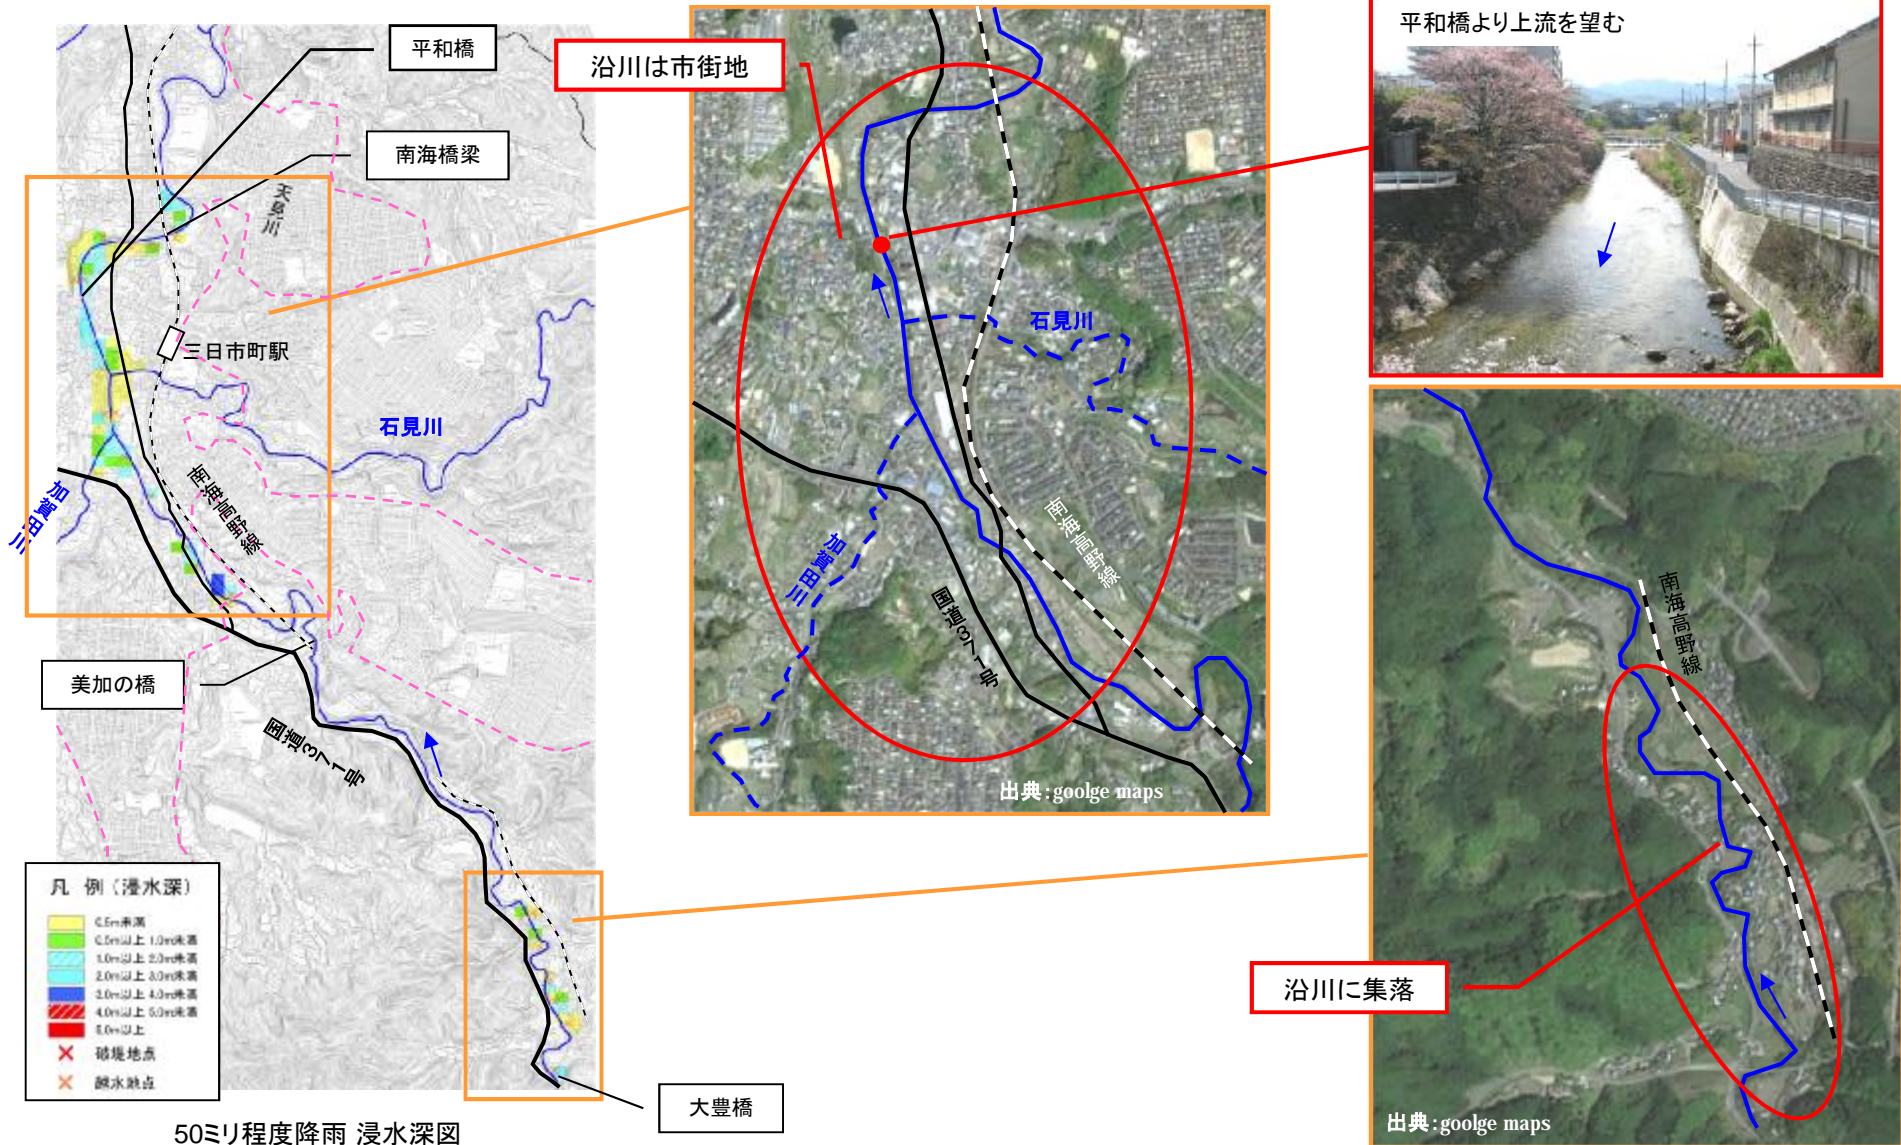 平和橋
南海橋梁
天見川
三日市町駅
石見川
加賀田川
南海高野線
美加の橋
国道371号
凡 例（浸水深）
0.5m未満
0.5m以上 1.0m未満
1.0m以上 2.0m未満
2.0m以上 3.0m未満
3.0m以上 4.0m未満
4.0m以上 5.0m未満
5.0m以上
破堤地点
越水地点
大豊橋
50ミリ程度降雨 浸水深図
沿川は市街地
石見川
加賀田川
南海高野線
国道371号
出典：goolge maps
平和橋より上流を望む
南海高野線
沿川に集落
出典：goolge maps